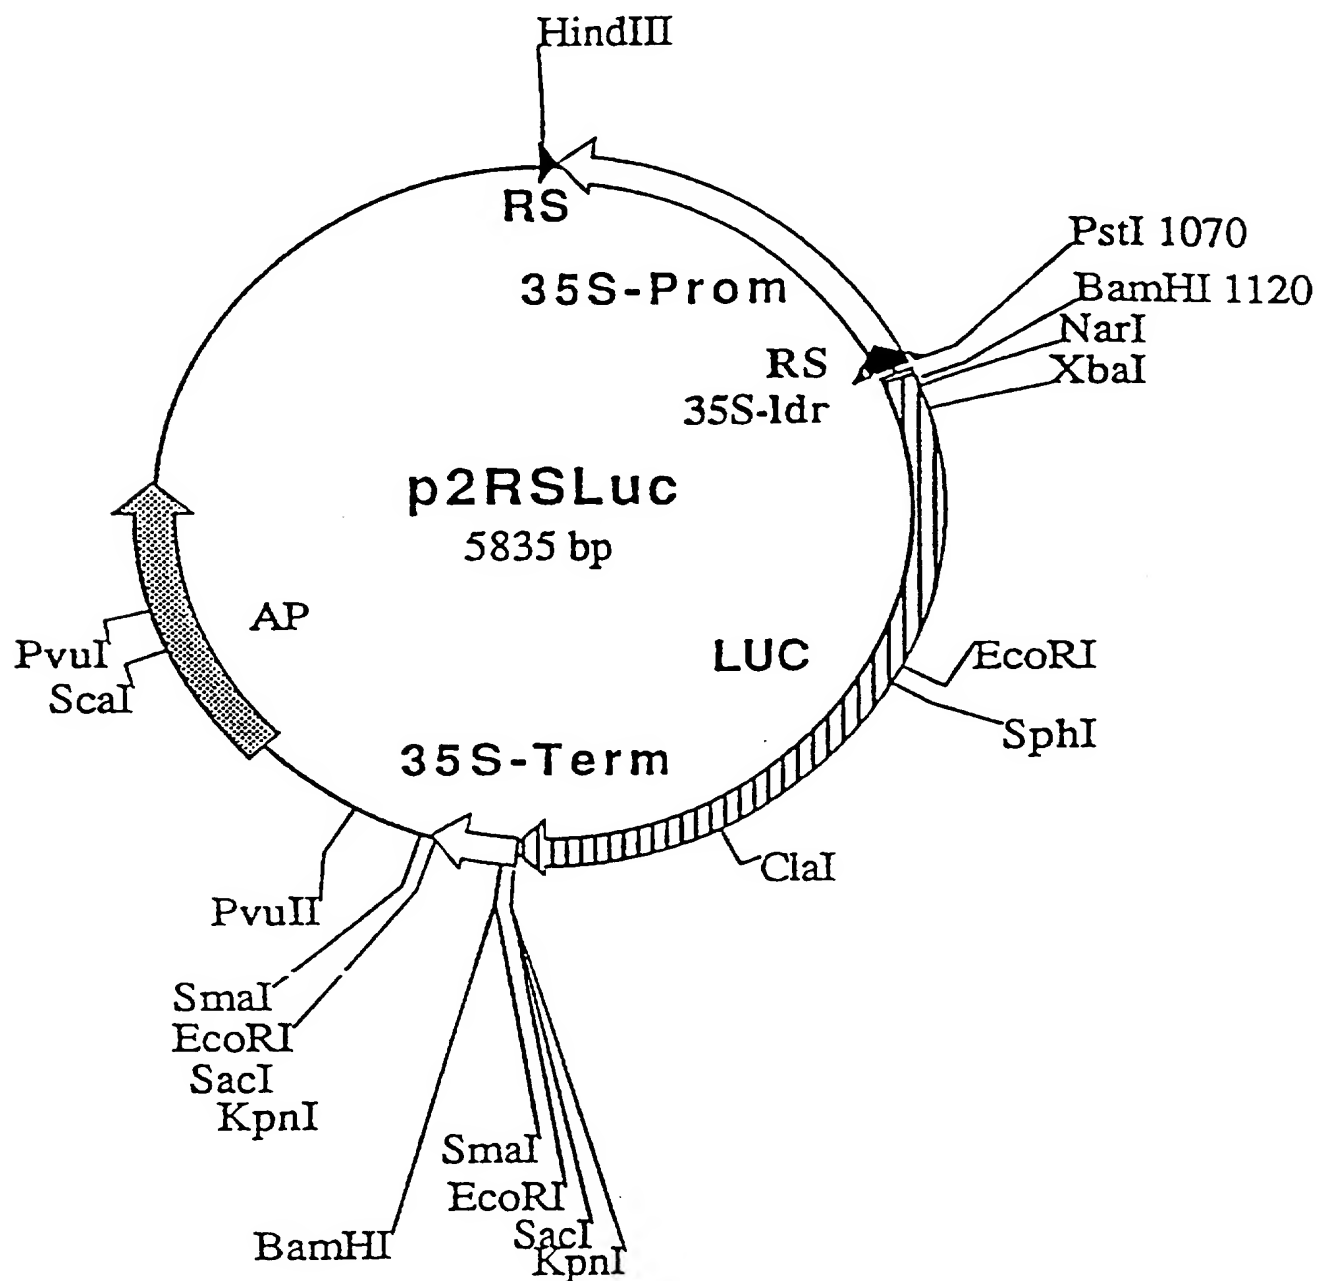 HindIII
RS
35S-Prom
PstI 1070
BamHI 1120
NarI
XbaI
RS
35S-ldr
p2RSLuc
5835 bp
AP
PvuI
ScaI
LUC
EcoRI
SphI
35S-Term
ClaI
PvuII
SmaI
EcoRI
SacI
KpnI
SmaI
EcoRI
SacI
KpnI
BamHI